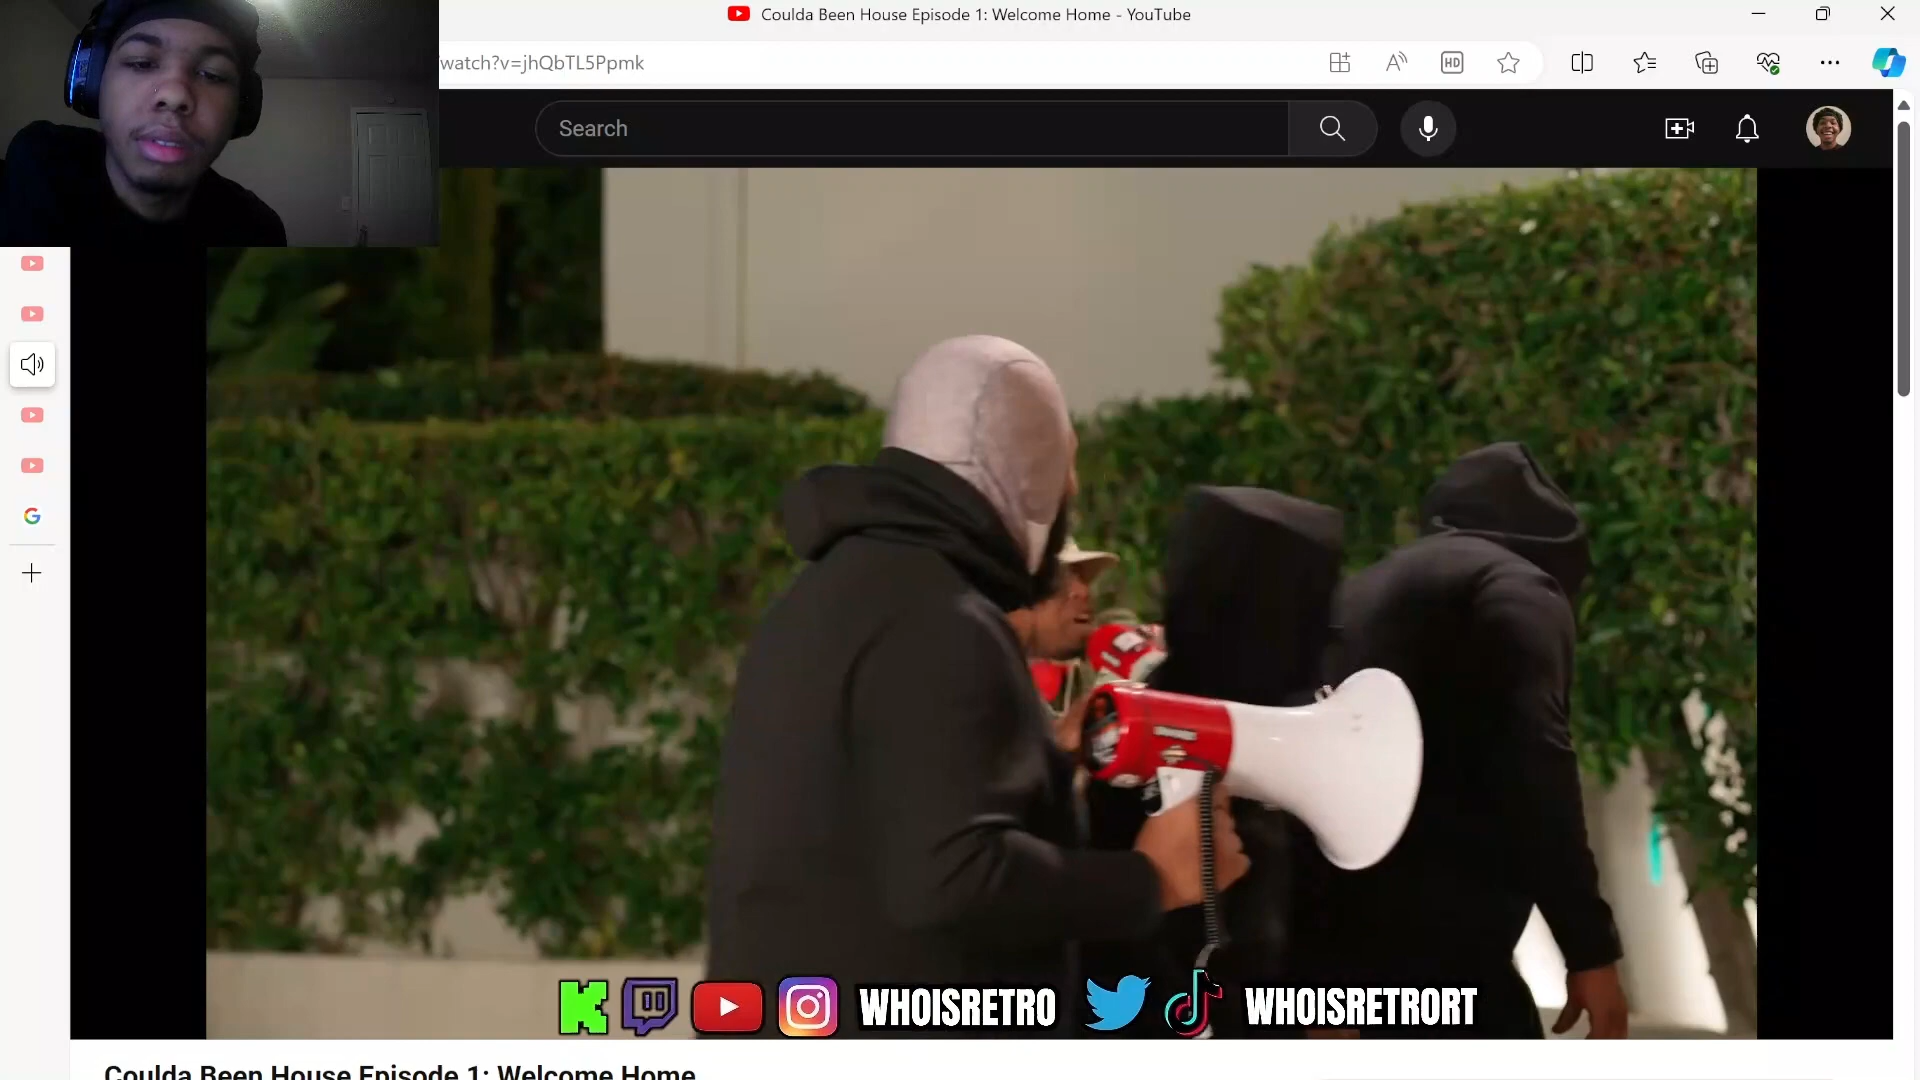 Coulda Been House Episode 1: Welcome Home - YouTube
watch?v=jhQbTL5Ppmk
HD
Search
WHOISRETRO
WHOISRETRORT
Coulda Been House Episode 1: Welcome Home